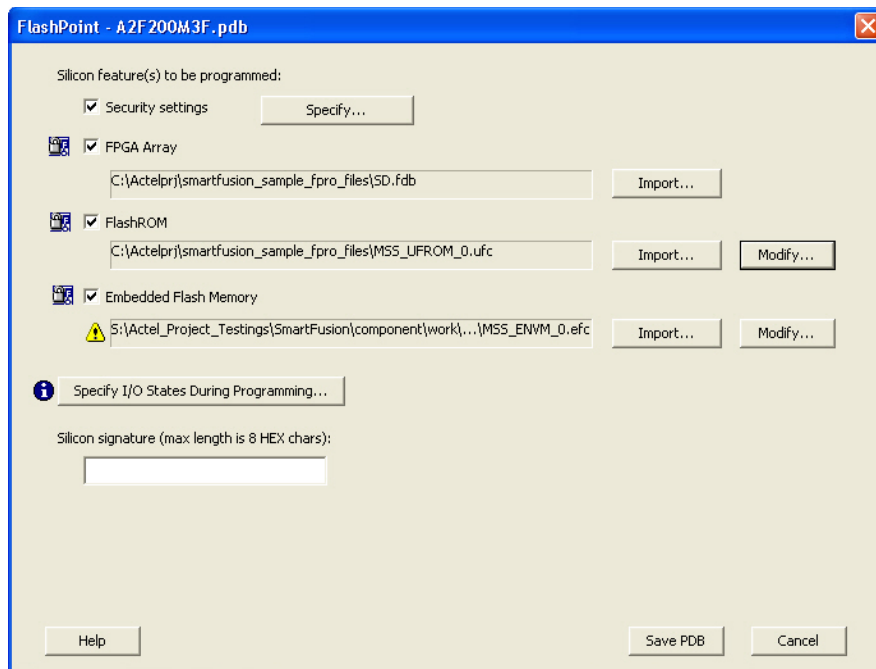 FlashPoint - A2F200M3F.pdb
Silicon feature(s) to be programmed:
Security settings
Specify...
FPGA Array
C:\Actelprj\smartfusion_sample_fpro_files\SD.fdb
Import...
FlashROM
C:\Actelprj\smartfusion_sample_fpro_files\MSS_UFROM_0.ufc
Import...
Modify...
Embedded Flash Memory
S:\Actel_Project_Testings\SmartFusion\component\work\...\MSS_ENVM_0.efc
Import...
Modify...
Specify I/O States During Programming...
Silicon signature (max length is 8 HEX chars):
Help
Save PDB
Cancel